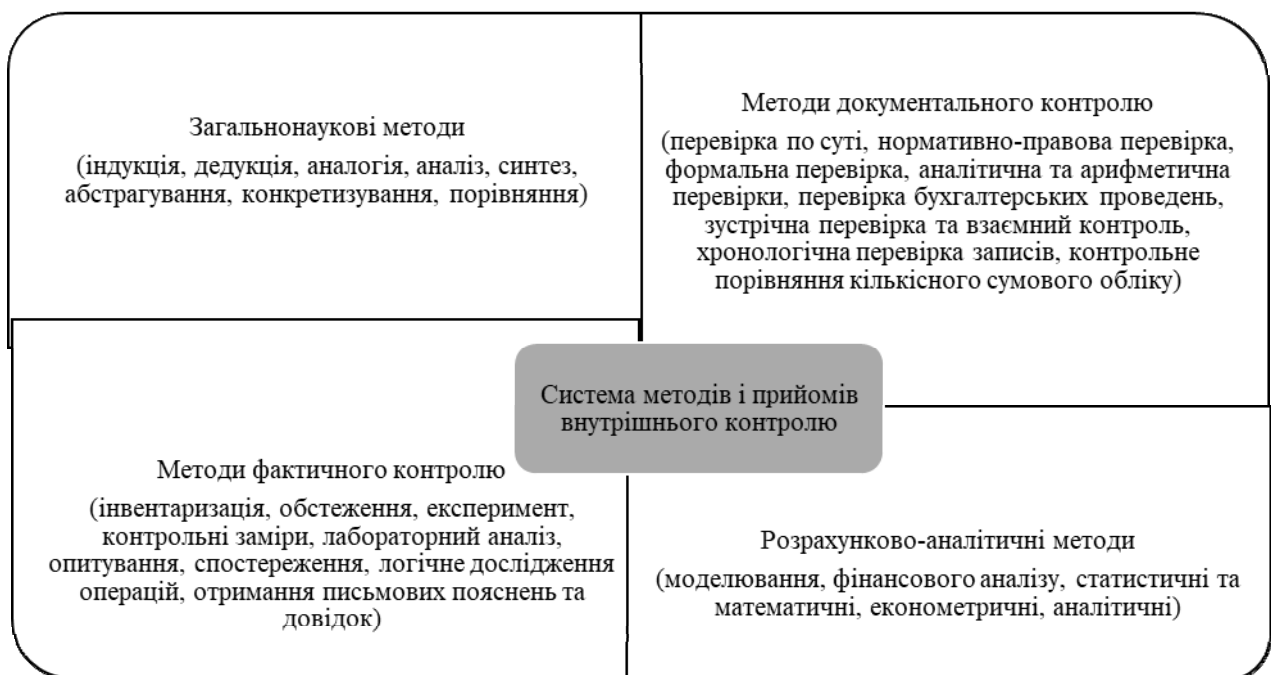 Загальнонаукові методи
(індукція, дедукція, аналогія, аналіз, синтез,
абстрагування, конкретизування, порівняння)
Методи документального контролю
(перевірка по суті, нормативно-правова перевірка,
формальна перевірка, аналітична та арифметична
перевірки, перевірка бухгалтерських проведень,
зустрічна перевірка та взаємний контроль,
хронологічна перевірка записів, контрольне
порівняння кількісного сумового обліку)
Система методів і прийомів
внутрішнього контролю
Методи фактичного контролю
(інвентаризація, обстеження, експеримент,
контрольні заміри, лабораторний аналіз,
опитування, спостереження, логічне дослідження
операцій, отримання письмових пояснень та
довідок)
Розрахунково-аналітичні методи
(моделювання, фінансового аналізу, статистичні та
математичні, економетричні, аналітичні)